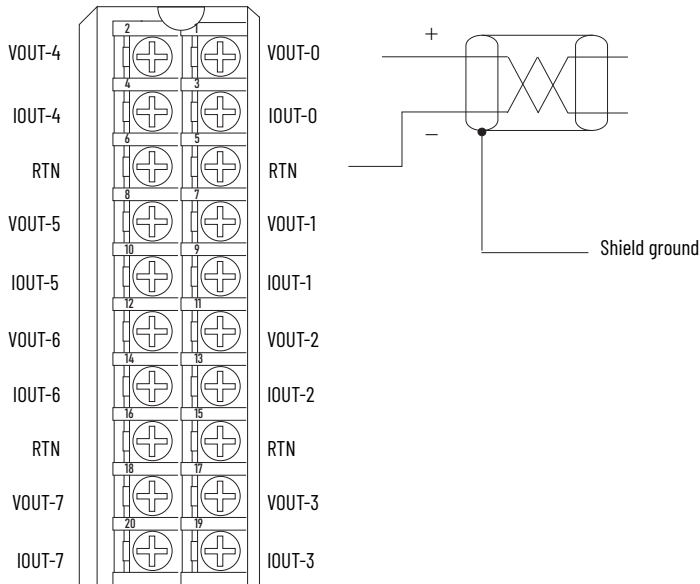 2 1
VOUT-4 VOUT-0
4 3
IOUT-4 IOUT-0
6 5
RTN RTN
8 7
VOUT-5 VOUT-1
10 9
IOUT-5 IOUT-1
12 11
VOUT-6 VOUT-2
14 13
IOUT-6 IOUT-2
16 15
RTN RTN
18 17
VOUT-7 VOUT-3
20 19
IOUT-7 IOUT-3
+
−
Shield ground